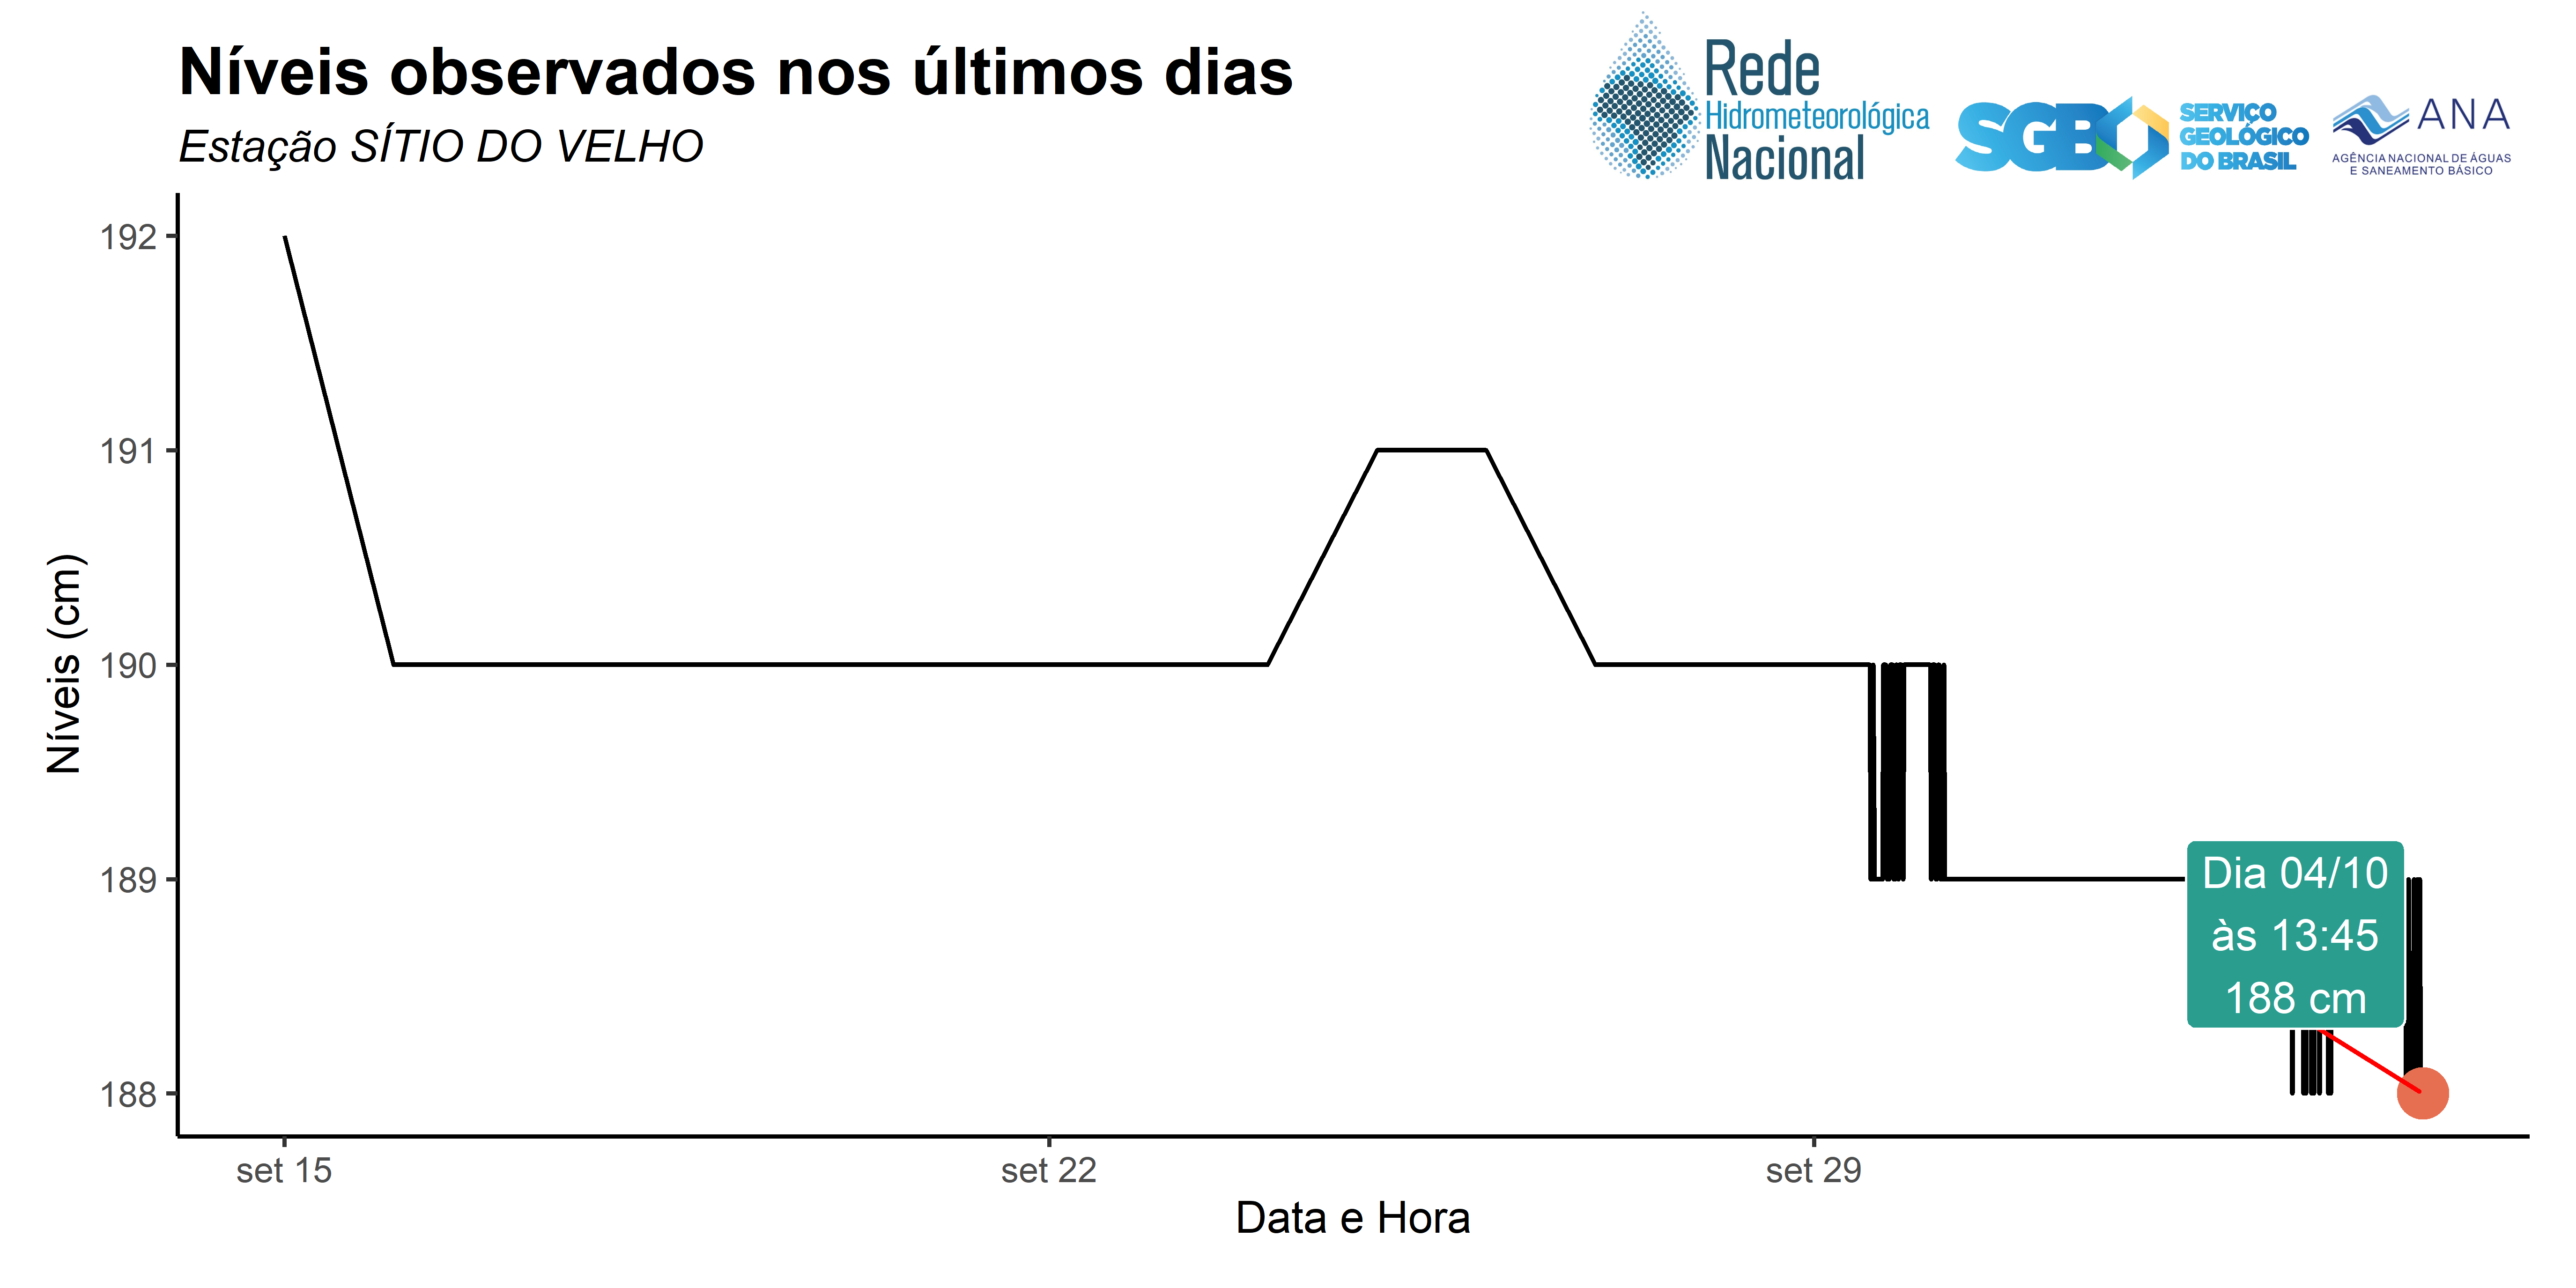 Níveis observados nos últimos dias
Estação SÍTIO DO VELHO
Rede
Hidrometeorológica
Nacional
SGB
SERVIÇO
GEOLÓGICO
DO BRASIL
ANA
AGÊNCIA NACIONAL DE ÁGUAS
E SANEAMENTO BÁSICO
Níveis (cm)
192
191
190
189
188
Dia 04/10
às 13:45
188 cm
set 15
set 22
set 29
Data e Hora